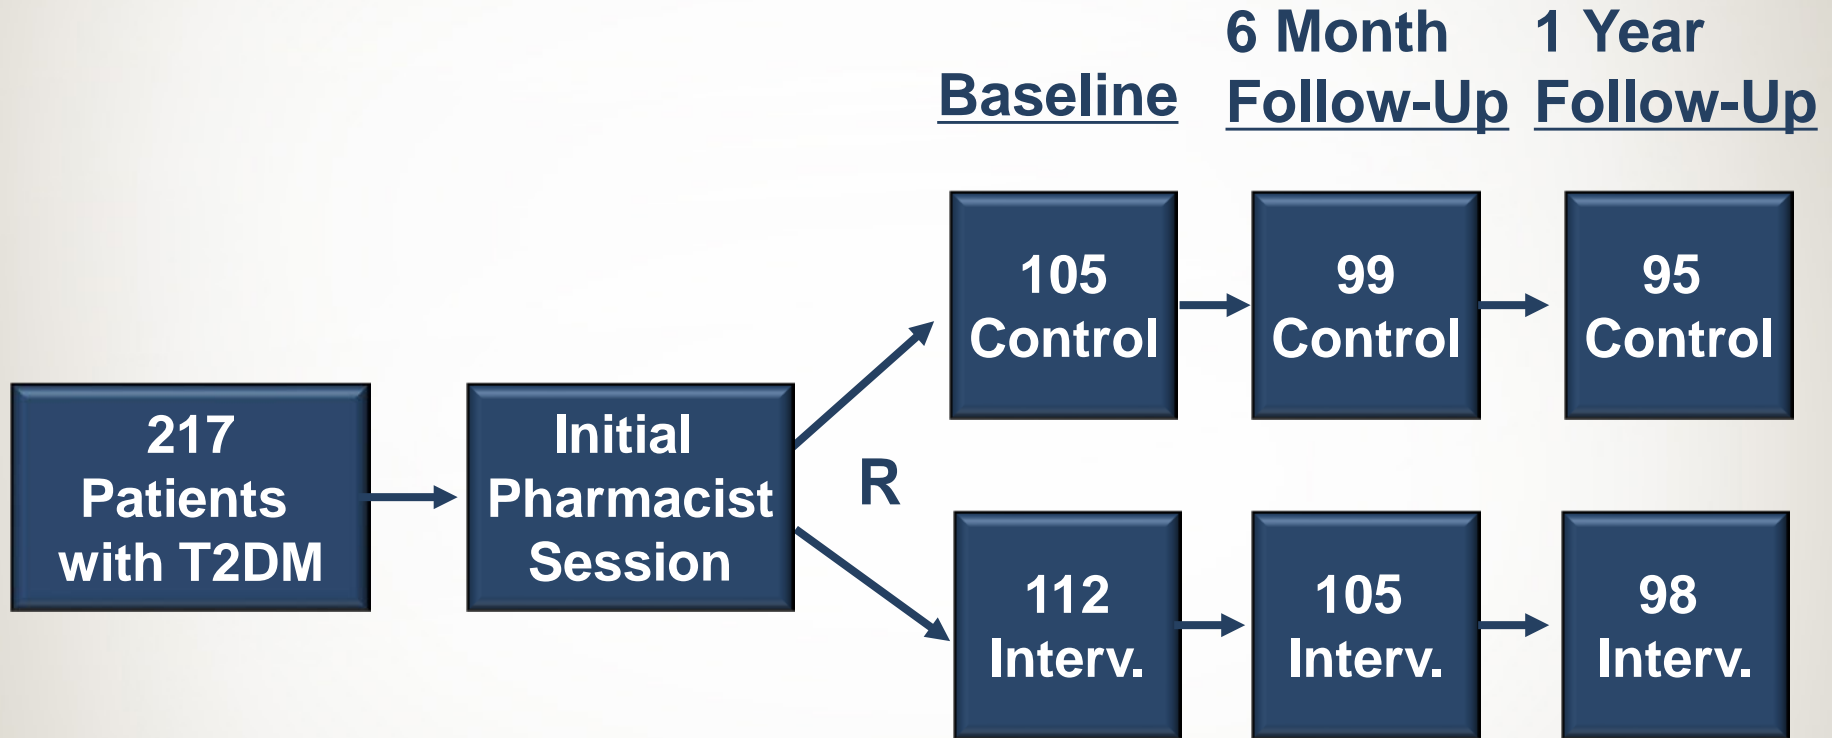 Baseline
6 Month
Follow-Up
1 Year
Follow-Up
217
Patients
with T2DM
Initial
Pharmacist
Session
R
105
Control
99
Control
95
Control
112
Interv.
105
Interv.
98
Interv.